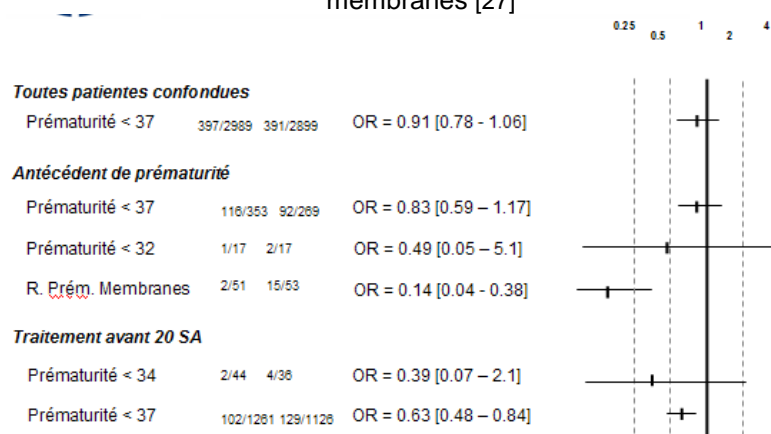 membranes [27]
0.25 0.5 1 2 4
Toutes patientes confondues
Prématurité < 37 397/2989 391/2899 OR = 0.91 [0.78 - 1.06]
Antécédent de prématurité
Prématurité < 37 116/353 92/269 OR = 0.83 [0.59 – 1.17]
Prématurité < 32 1/17 2/17 OR = 0.49 [0.05 – 5.1]
R. Prém. Membranes 2/51 15/53 OR = 0.14 [0.04 - 0.38]
Traitement avant 20 SA
Prématurité < 34 2/44 4/36 OR = 0.39 [0.07 – 2.1]
Prématurité < 37 102/1261 129/1126 OR = 0.63 [0.48 – 0.84]